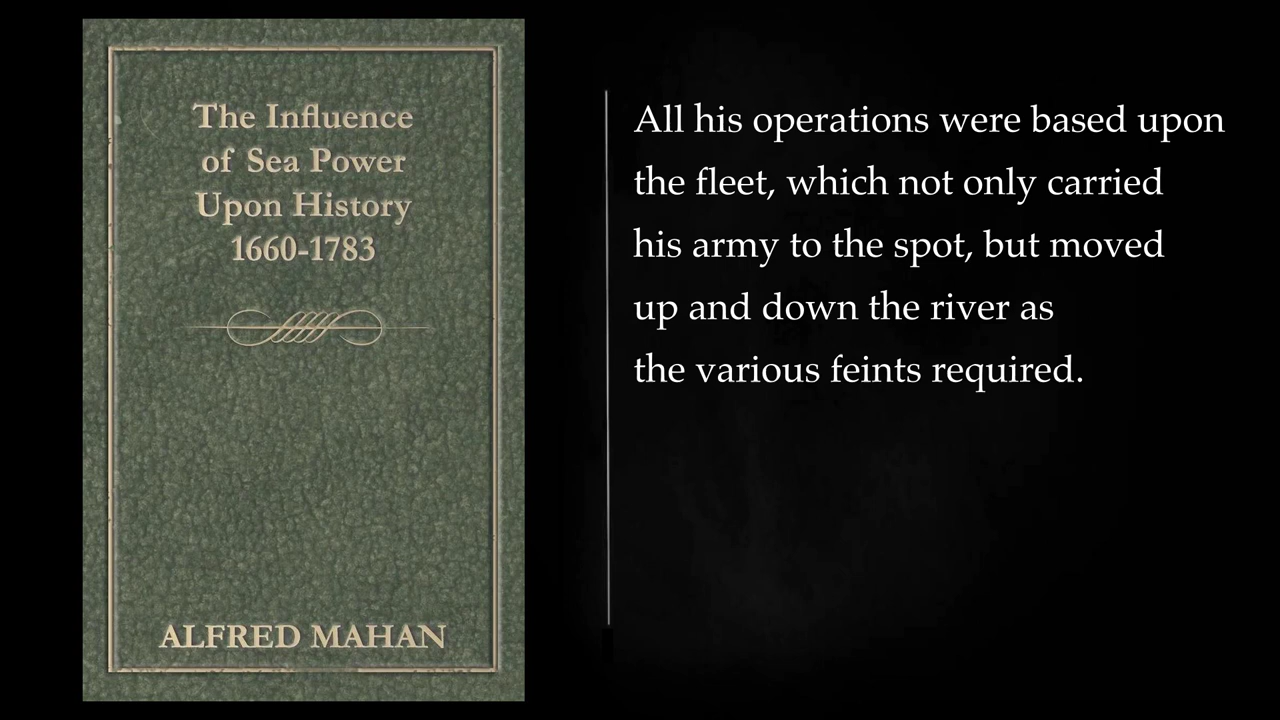 The Influence
of Sea Power
Upon History
1660-1783
ALFRED MAHAN
All his operations were based upon
the fleet, which not only carried
his army to the spot, but moved
up and down the river as
the various feints required.